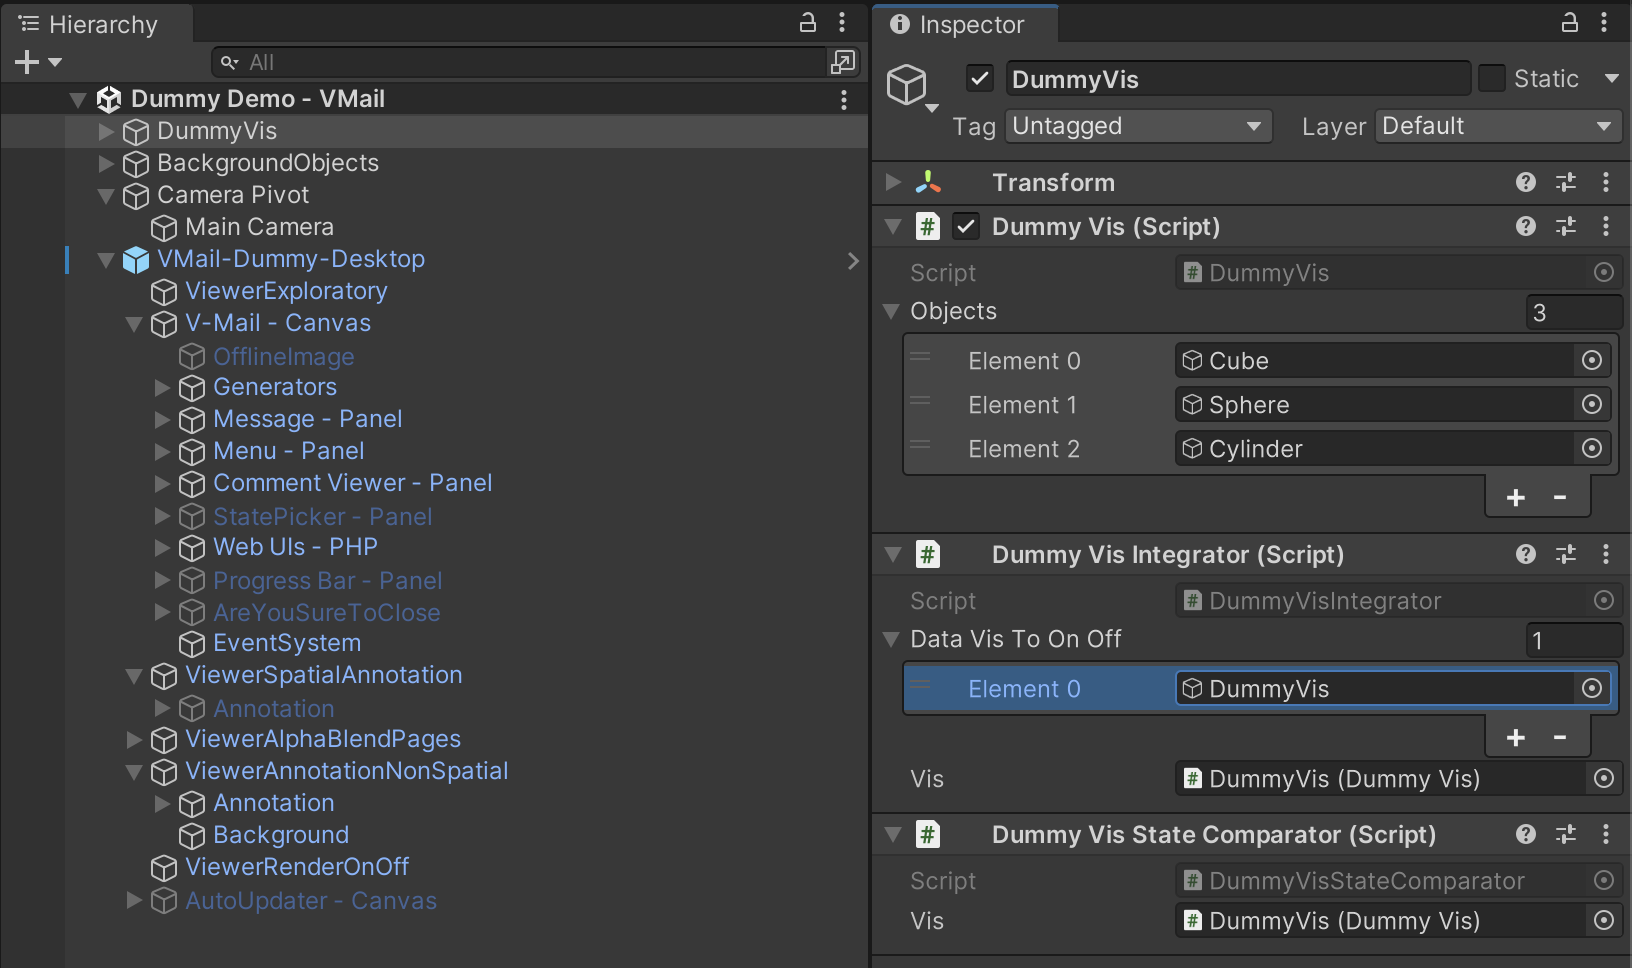 Hierarchy
All
Dummy Demo - VMail
DummyVis
BackgroundObjects
Camera Pivot
Main Camera
VMail-Dummy-Desktop
ViewerExploratory
V-Mail - Canvas
OfflineImage
Generators
Message - Panel
Menu - Panel
Comment Viewer - Panel
StatePicker - Panel
Web UIs - PHP
Progress Bar - Panel
AreYouSureToClose
EventSystem
ViewerSpatialAnnotation
Annotation
ViewerAlphaBlendPages
ViewerAnnotationNonSpatial
Annotation
Background
ViewerRenderOnOff
AutoUpdater - Canvas
Inspector
DummyVis Static
Tag Untagged Layer Default
Transform
# Dummy Vis (Script)
Script # DummyVis
Objects 3
Element 0 Cube
Element 1 Sphere
Element 2 Cylinder
+ -
# Dummy Vis Integrator (Script)
Script # DummyVisIntegrator
Data Vis To On Off 1
Element 0 DummyVis
+ -
Vis # DummyVis (Dummy Vis)
# Dummy Vis State Comparator (Script)
Script # DummyVisStateComparator
Vis # DummyVis (Dummy Vis)